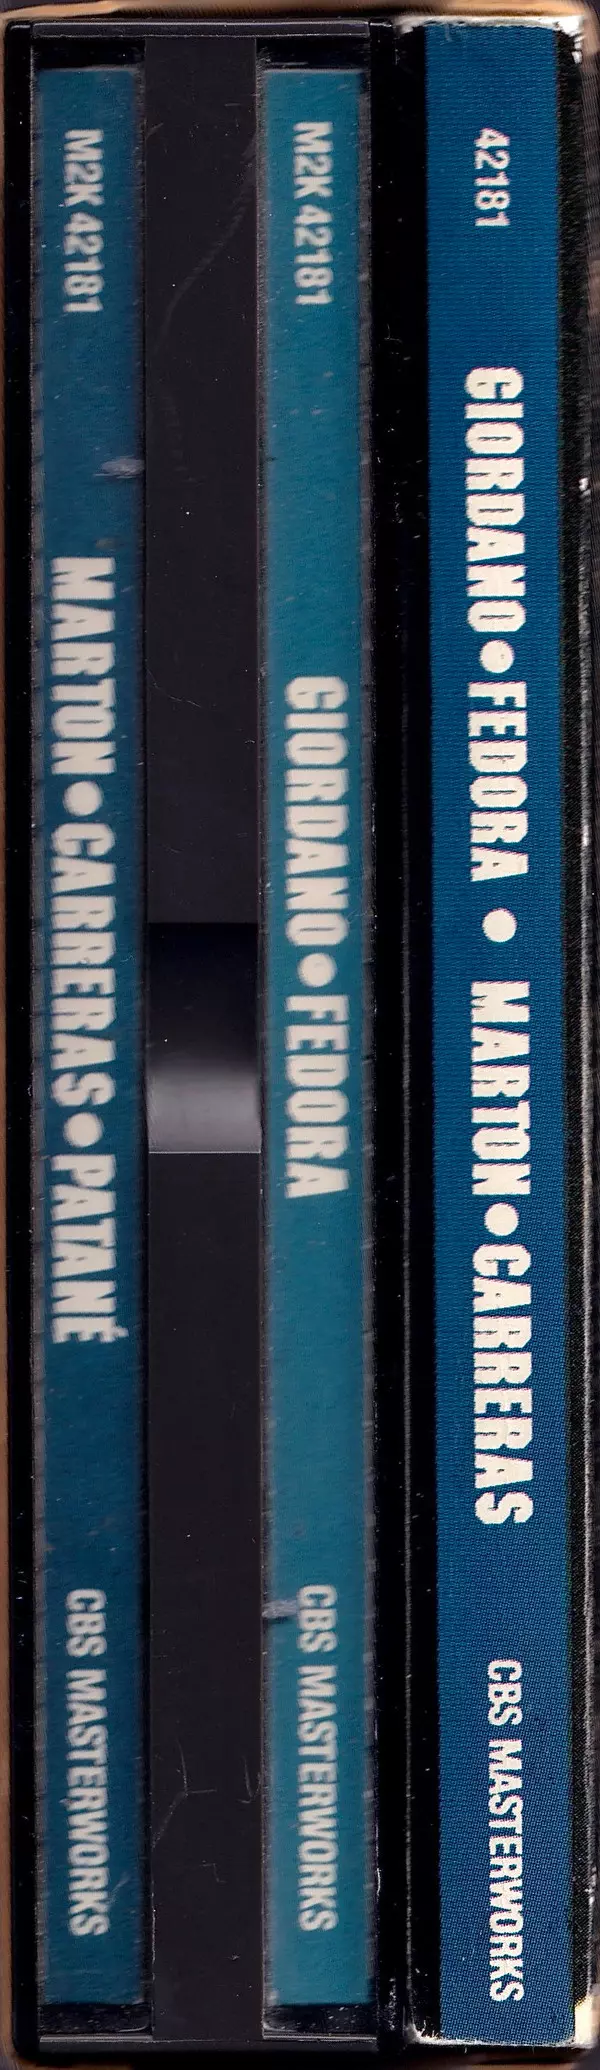 M2K 42181 MARTON•CARRERAS•PATANÉ CBS MASTERWORKS
M2K 42181 GIORDANO•FEDORA CBS MASTERWORKS
42181 GIORDANO•FEDORA • MARTON•CARRERAS CBS MASTERWORKS